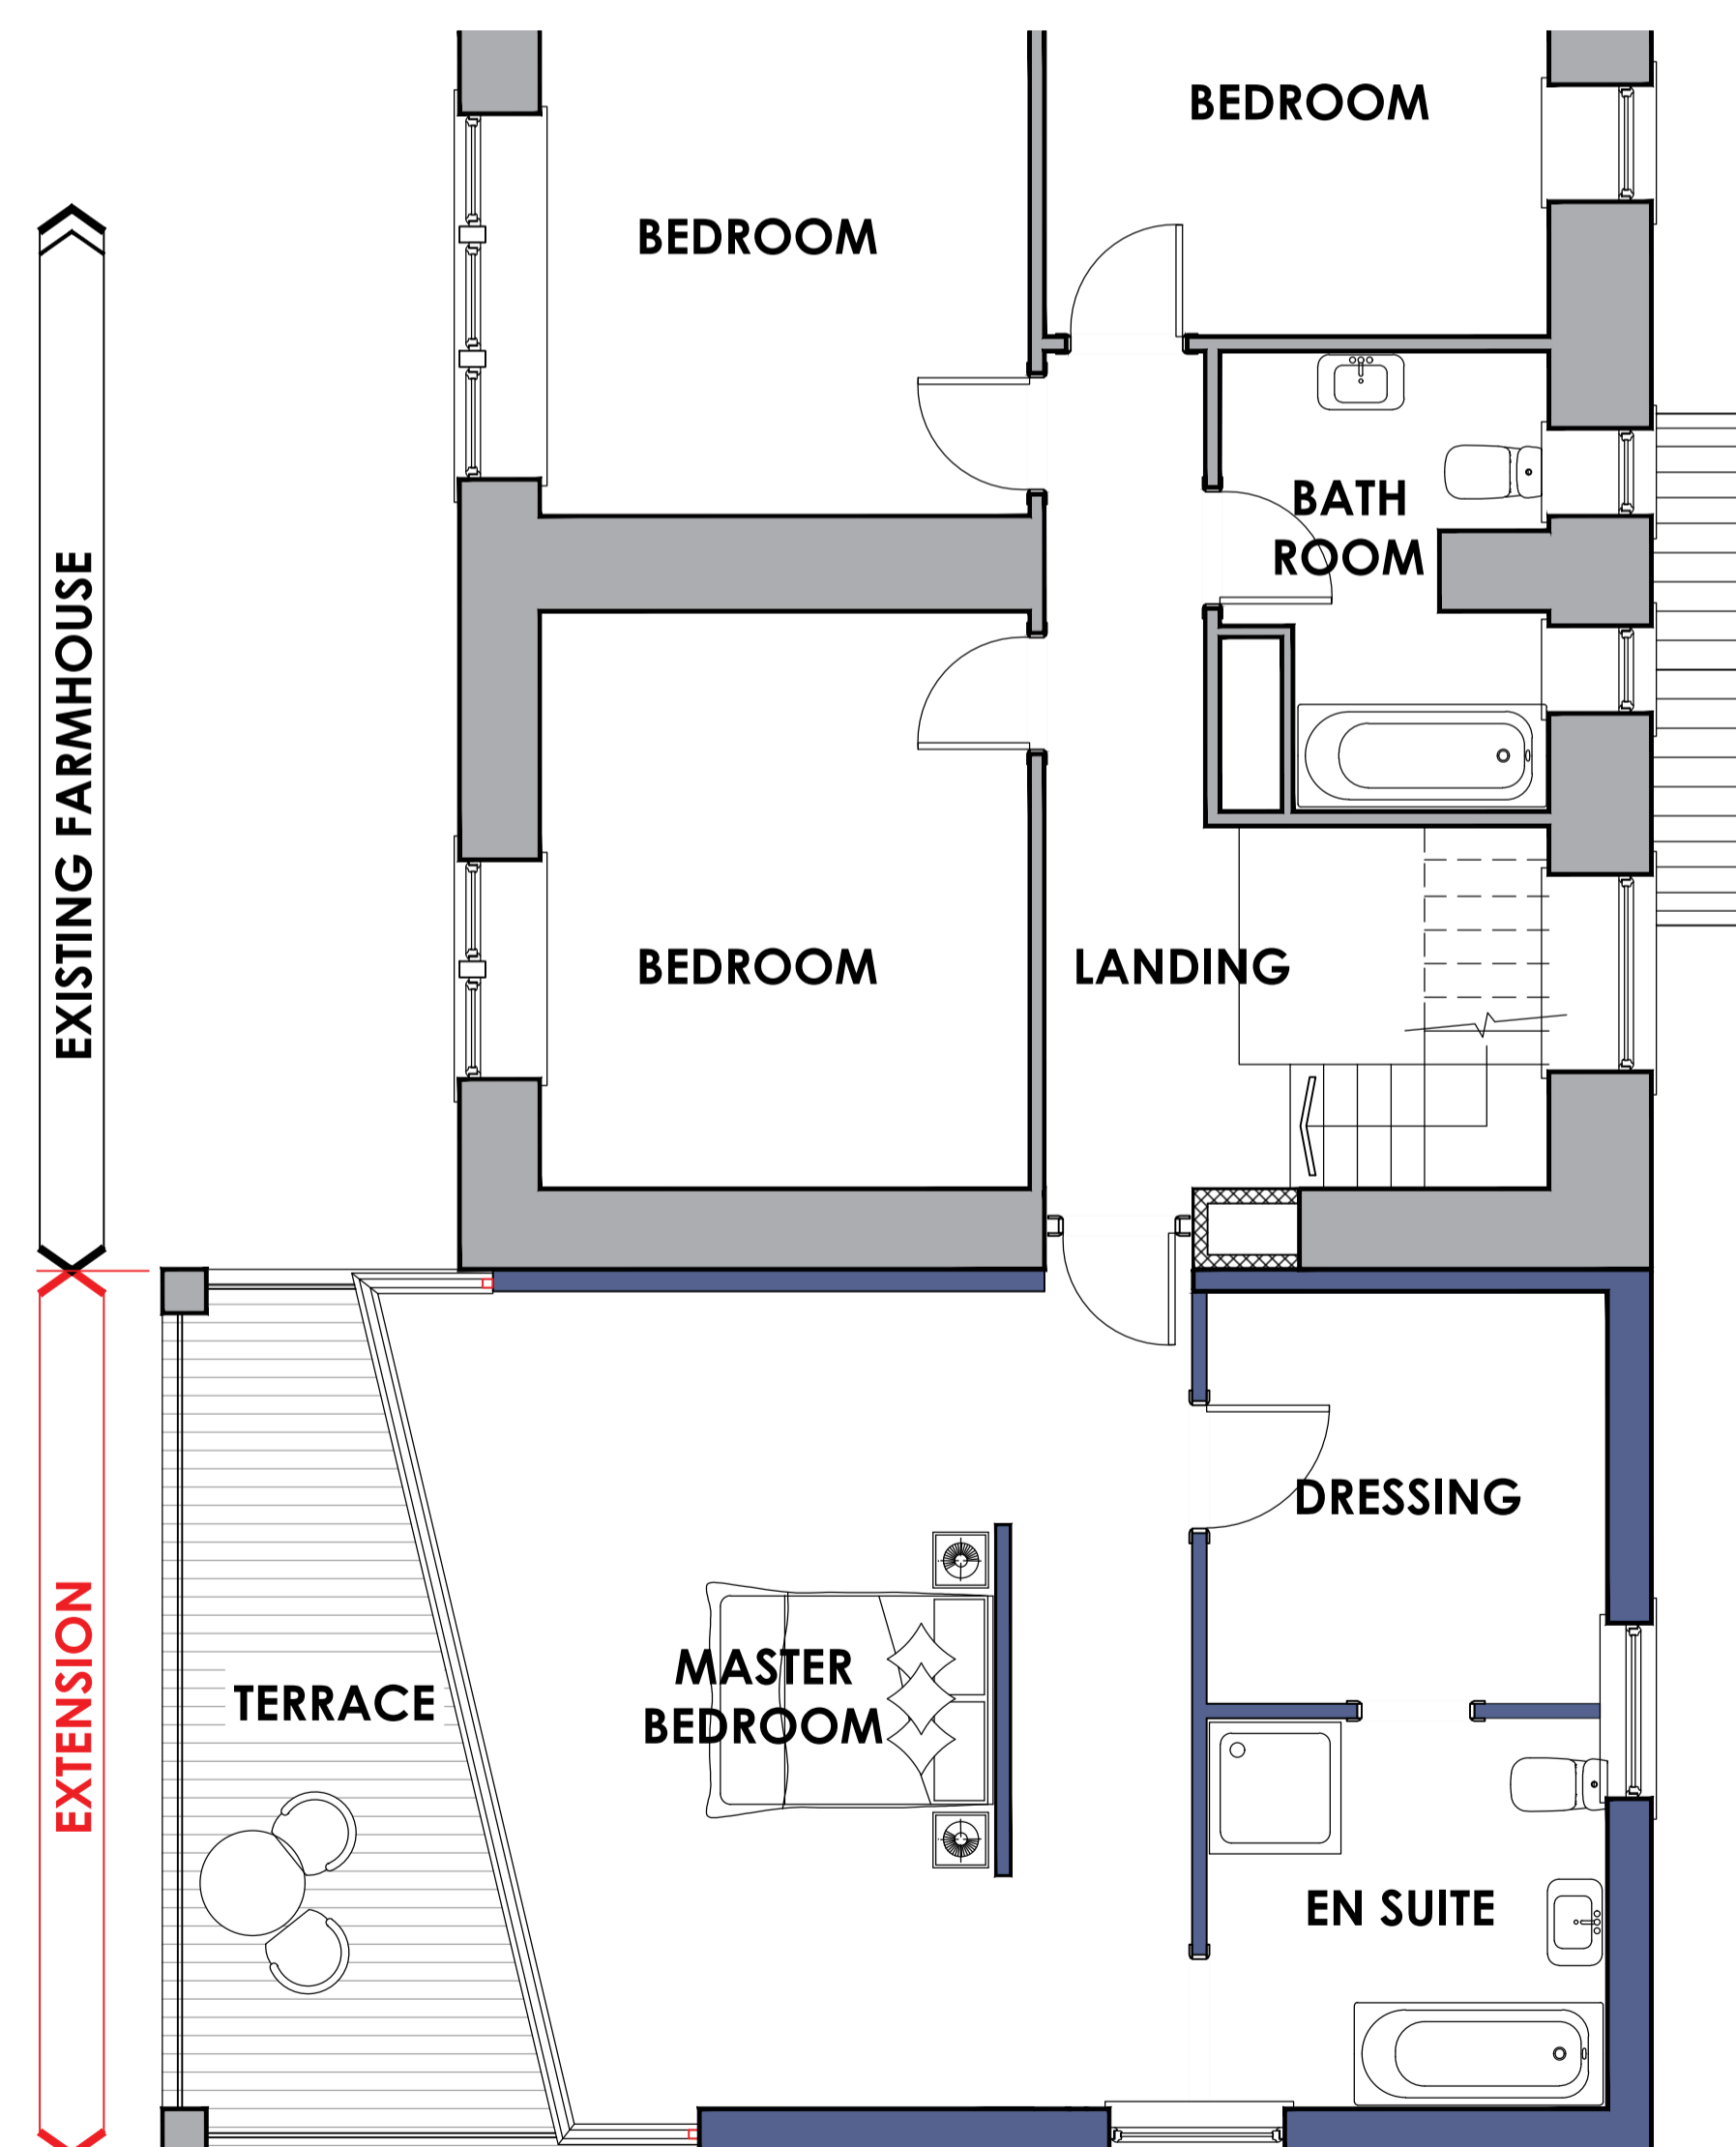 BEDROOM
BEDROOM
BATH
ROOM
EXISTING FARMHOUSE
BEDROOM
LANDING
DRESSING
EXTENSION
TERRACE
MASTER
BEDROOM
EN SUITE